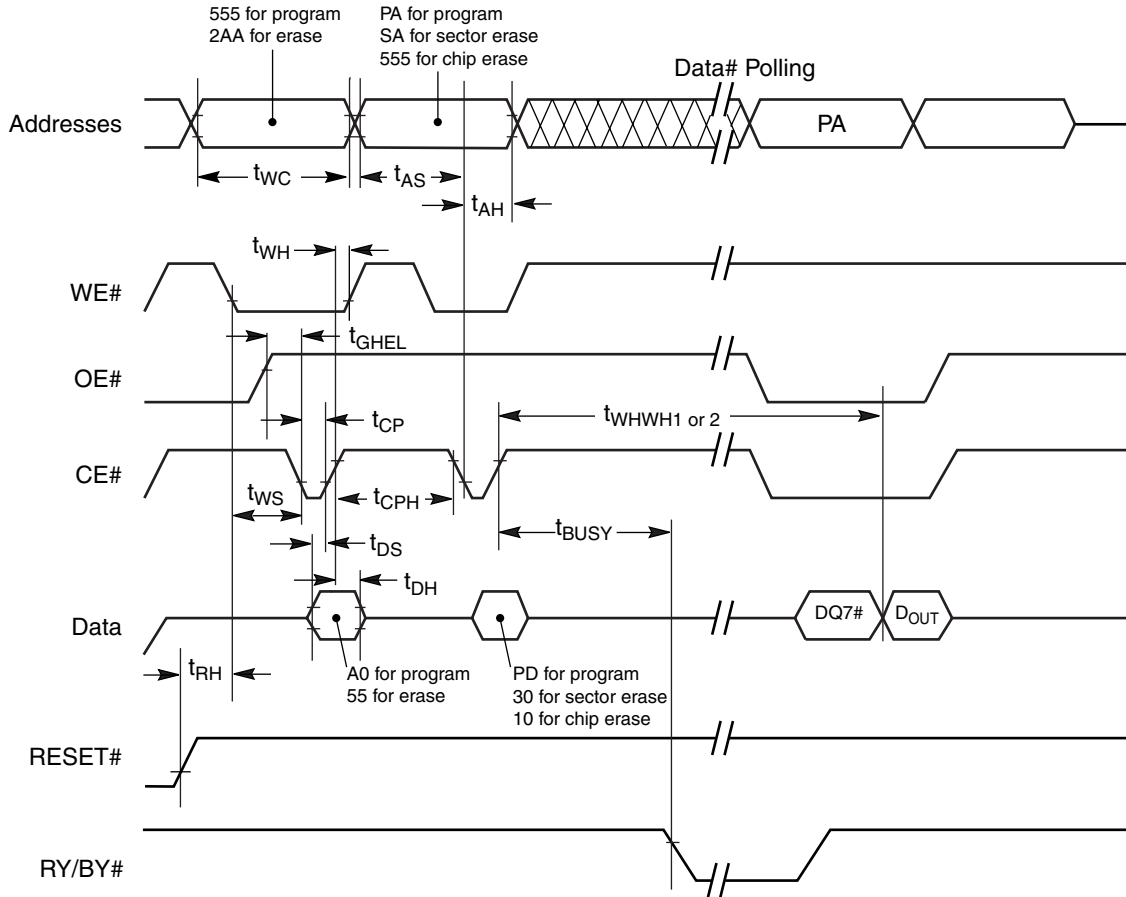 555 for program
2AA for erase
PA for program
SA for sector erase
555 for chip erase
Data# Polling
Addresses
PA
tWC
tAS
tAH
tWH
WE#
tGHEL
OE#
tCP
tWHWH1 or 2
CE#
tWS
tCPH
tBUSY
tDS
tDH
Data
DQ7#
DOUT
tRH
A0 for program
55 for erase
PD for program
30 for sector erase
10 for chip erase
RESET#
RY/BY#